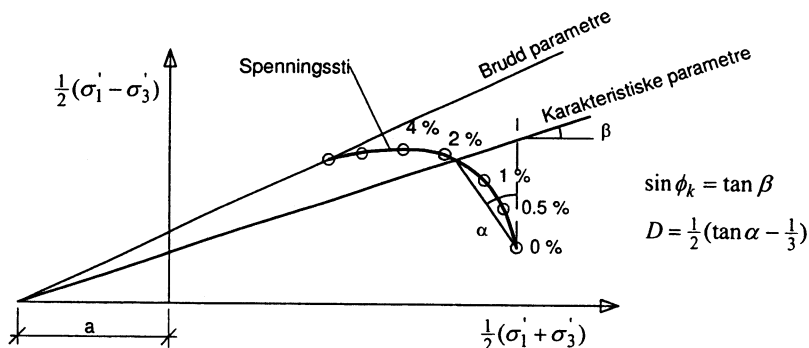 Brudd parametre
Spenningssti
Karakteristiske parametre
½(σ₁' − σ₃')
4 %
2 %
β
1 %
0.5 %
α
0 %
sin ϕₖ = tan β
D = ½(tan α − ⅓)
a
½(σ₁' + σ₃')